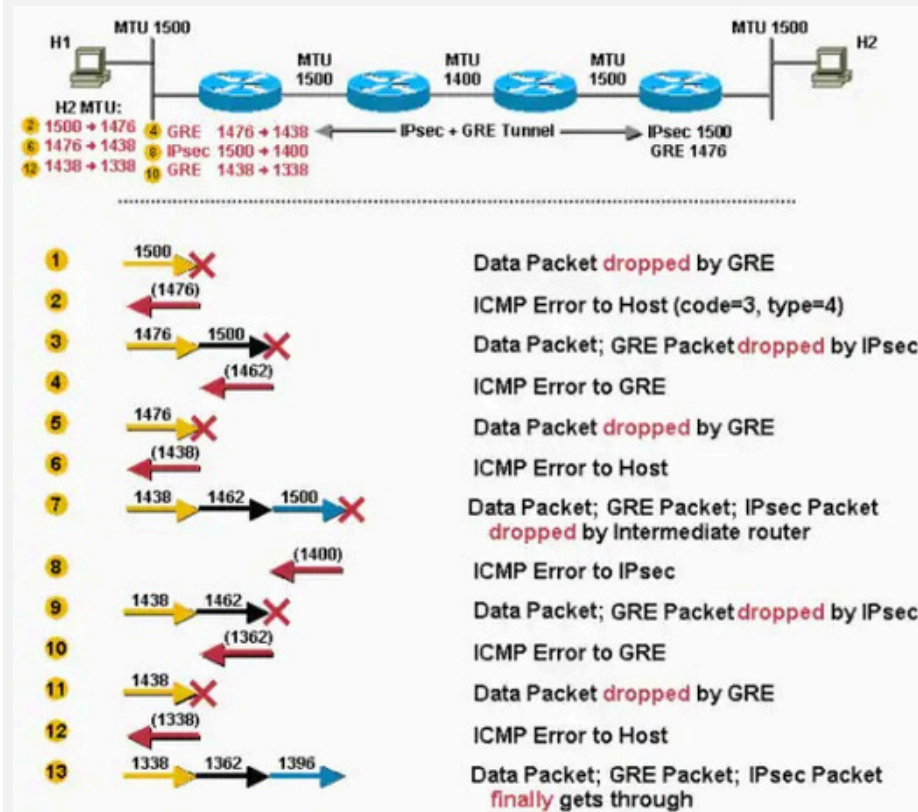 MTU 1500
MTU 1500
H1
H2
MTU
1500
MTU
1400
MTU
1500
H2 MTU:
2 1500 → 1476
6 1476 → 1438
12 1438 → 1338
4 GRE 1476 → 1438
8 IPsec 1500 → 1400
10 GRE 1438 → 1338
IPsec + GRE Tunnel
IPsec 1500
GRE 1476
1 1500 Data Packet dropped by GRE
2 (1476) ICMP Error to Host (code=3, type=4)
3 1476 1500 Data Packet; GRE Packet dropped by IPsec
4 (1462) ICMP Error to GRE
5 1476 Data Packet dropped by GRE
6 (1438) ICMP Error to Host
7 1438 1462 1500 Data Packet; GRE Packet; IPsec Packet
dropped by Intermediate router
8 (1400) ICMP Error to IPsec
9 1438 1462 Data Packet; GRE Packet dropped by IPsec
10 (1362) ICMP Error to GRE
11 1438 Data Packet dropped by GRE
12 (1338) ICMP Error to Host
13 1338 1362 1396 Data Packet; GRE Packet; IPsec Packet
finally gets through